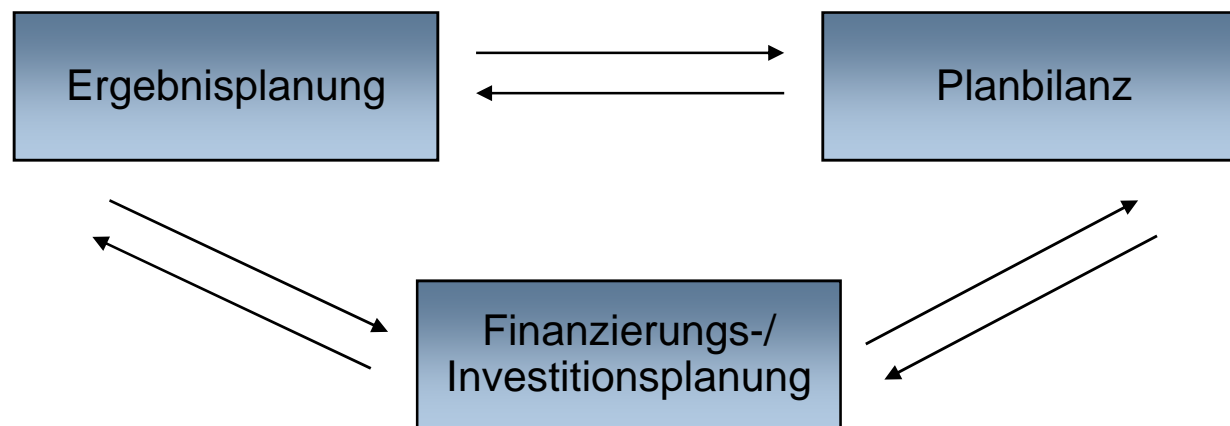 Ergebnisplanung
Planbilanz
Finanzierungs-/
Investitionsplanung